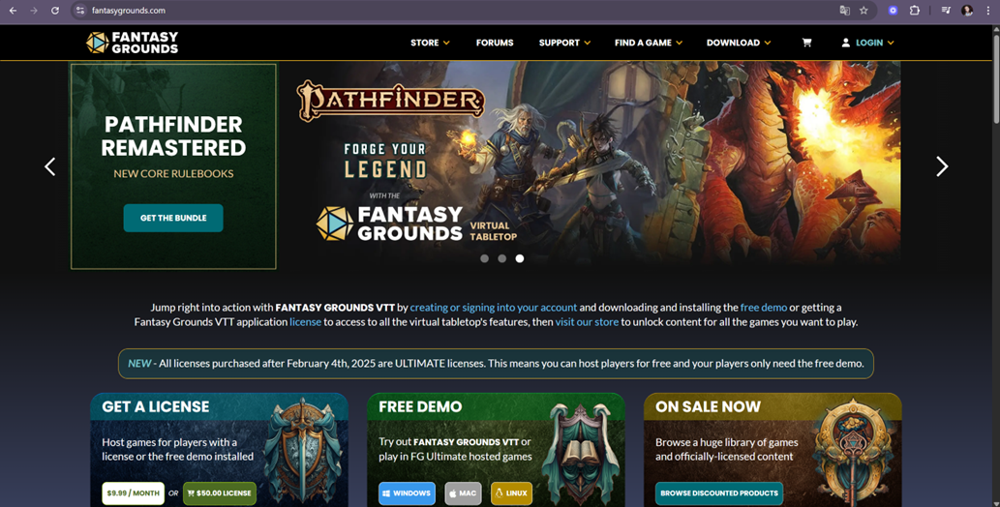 fantasygrounds.com
FANTASY
GROUNDS
STORE
FORUMS
SUPPORT
FIND A GAME
DOWNLOAD
LOGIN
PATHFINDER
REMASTERED
NEW CORE RULEBOOKS
GET THE BUNDLE
PATHFINDER
FORGE YOUR
LEGEND
WITH THE
FANTASY
GROUNDS
VIRTUAL
TABLETOP
Jump right into action with FANTASY GROUNDS VTT by creating or signing into your account and downloading and installing the free demo or getting a
Fantasy Grounds VTT application license to access to all the virtual tabletop's features, then visit our store to unlock content for all the games you want to play.
NEW - All licenses purchased after February 4th, 2025 are ULTIMATE licenses. This means you can host players for free and your players only need the free demo.
GET A LICENSE
Host games for players with a
license or the free demo installed
$9.99 / MONTH OR $50.00 LICENSE
FREE DEMO
Try out FANTASY GROUNDS VTT or
play in FG Ultimate hosted games
WINDOWS MAC LINUX
ON SALE NOW
Browse a huge library of games
and officially-licensed content
BROWSE DISCOUNTED PRODUCTS